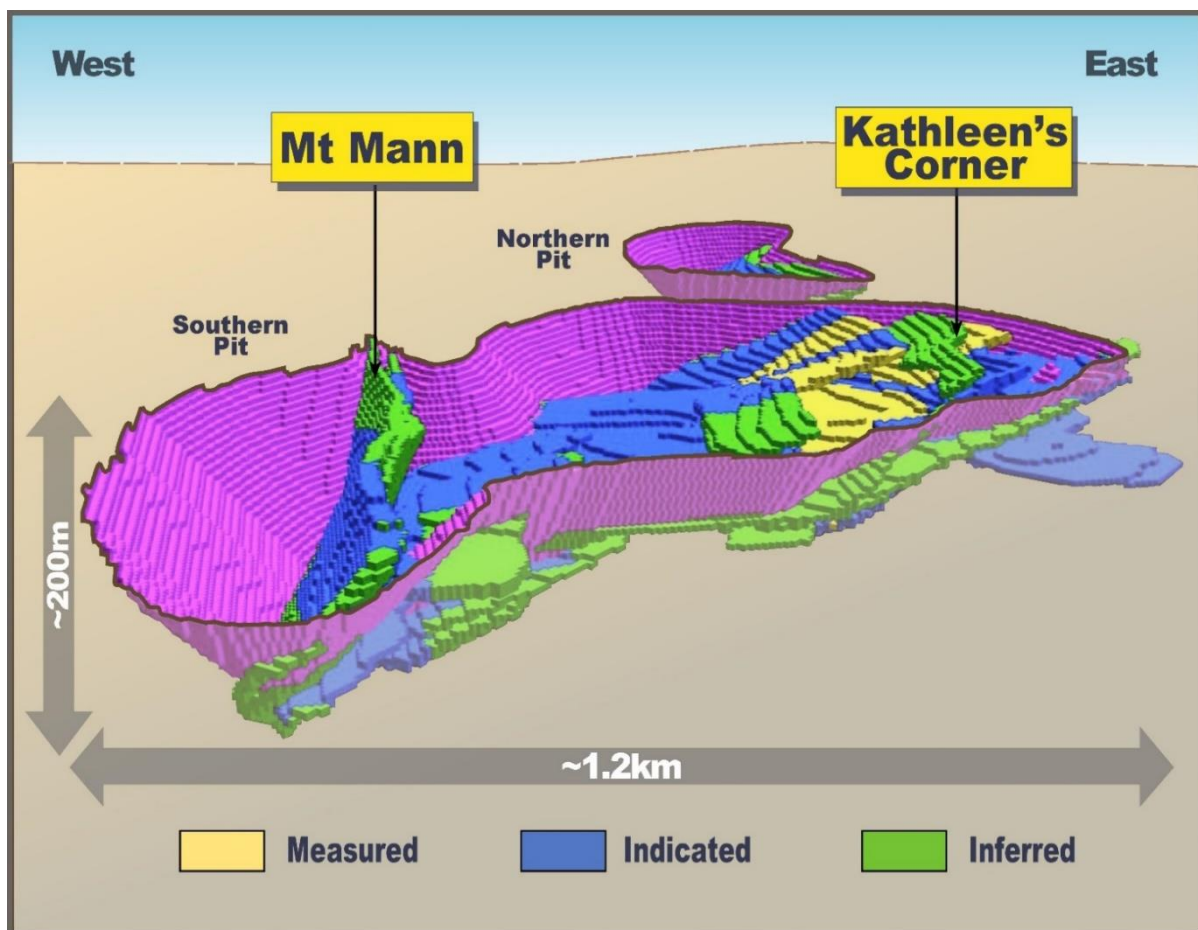 West
East
Mt Mann
Kathleen's
Corner
Northern
Pit
Southern
Pit
~200m
~1.2km
Measured
Indicated
Inferred